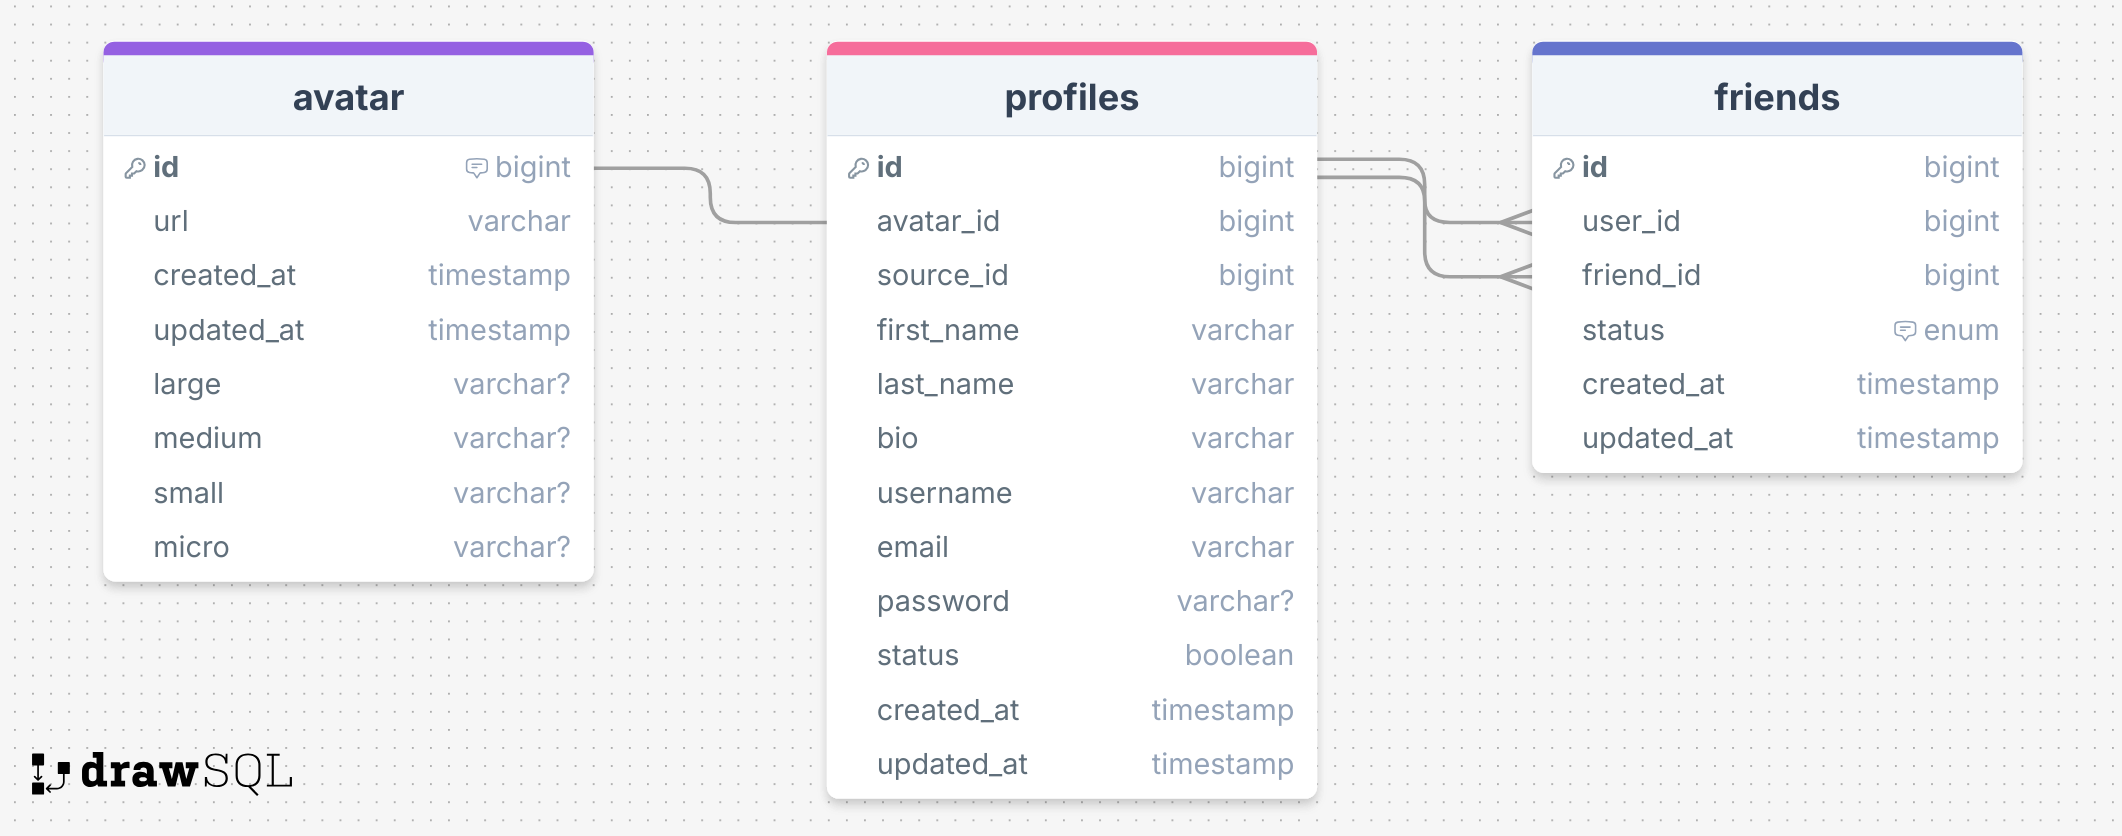 avatar
id bigint
url varchar
created_at timestamp
updated_at timestamp
large varchar?
medium varchar?
small varchar?
micro varchar?
profiles
id bigint
avatar_id bigint
source_id bigint
first_name varchar
last_name varchar
bio varchar
username varchar
email varchar
password varchar?
status boolean
created_at timestamp
updated_at timestamp
friends
id bigint
user_id bigint
friend_id bigint
status enum
created_at timestamp
updated_at timestamp
drawSQL